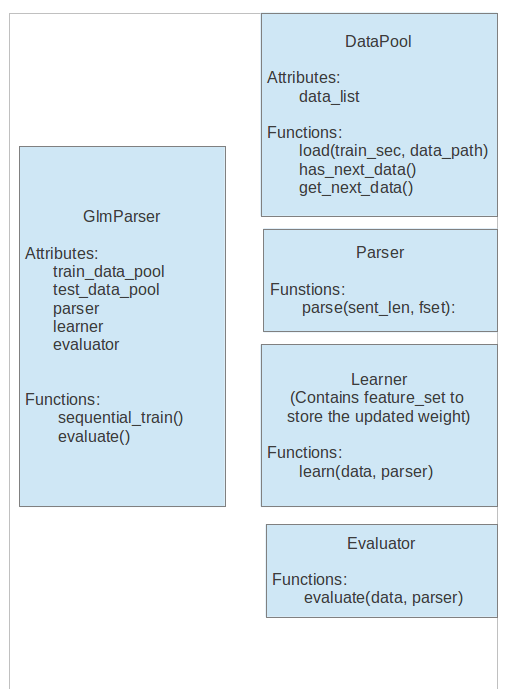 GlmParser
Attributes:
train_data_pool
test_data_pool
parser
learner
evaluator
Functions:
sequential_train()
evaluate()
DataPool
Attributes:
data_list
Functions:
load(train_sec, data_path)
has_next_data()
get_next_data()
Parser
Funstions:
parse(sent_len, fset):
Learner
(Contains feature_set to
store the updated weight)
Functions:
learn(data, parser)
Evaluator
Functions:
evaluate(data, parser)